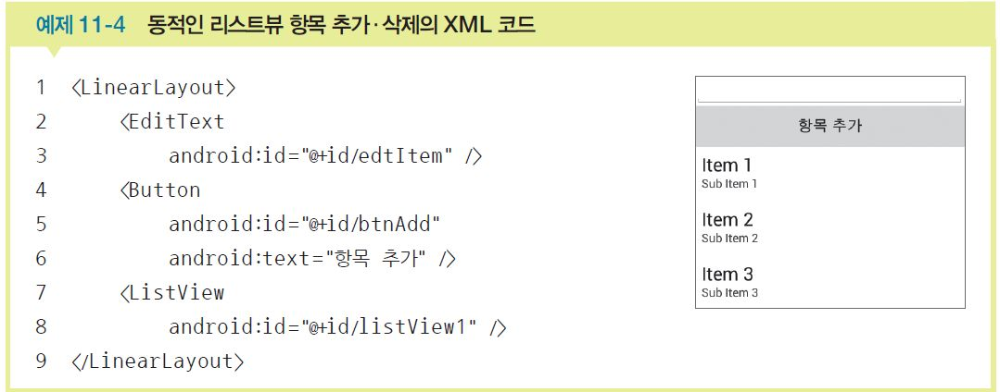 예제 11-4 동적인 리스트뷰 항목 추가·삭제의 XML 코드
1 <LinearLayout>
2 <EditText
3 android:id="@+id/edtItem" />
4 <Button
5 android:id="@+id/btnAdd"
6 android:text="항목 추가" />
7 <ListView
8 android:id="@+id/listView1" />
9 </LinearLayout>
항목 추가
Item 1
Sub Item 1
Item 2
Sub Item 2
Item 3
Sub Item 3